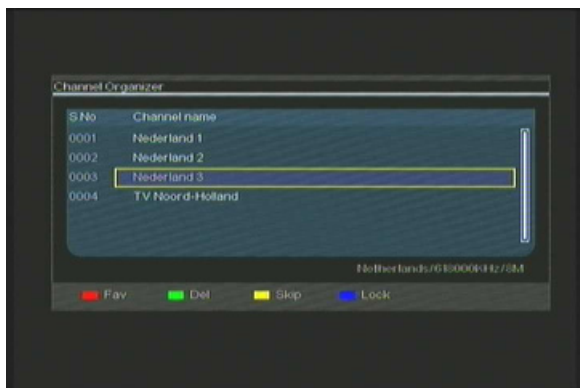 Channel Organizer
S.No Channel name
0001 Nederland 1
0002 Nederland 2
0003 Nederland 3
0004 TV Noord-Holland
Netherlands/618000KHz/8M
Fav Del Skip Lock